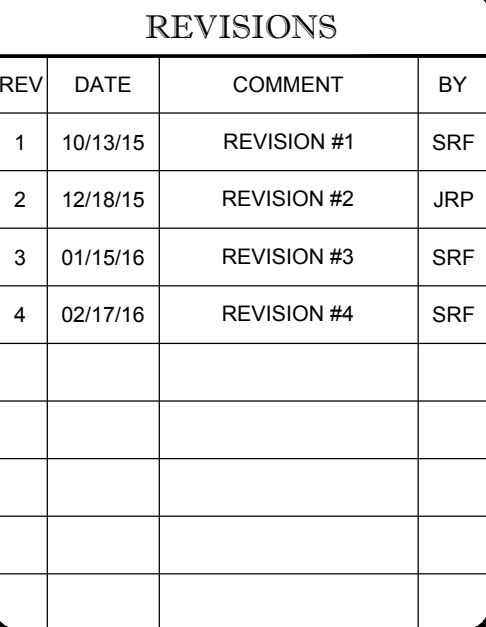 REVISIONS
REV DATE COMMENT BY
1 10/13/15 REVISION #1 SRF
2 12/18/15 REVISION #2 JRP
3 01/15/16 REVISION #3 SRF
4 02/17/16 REVISION #4 SRF